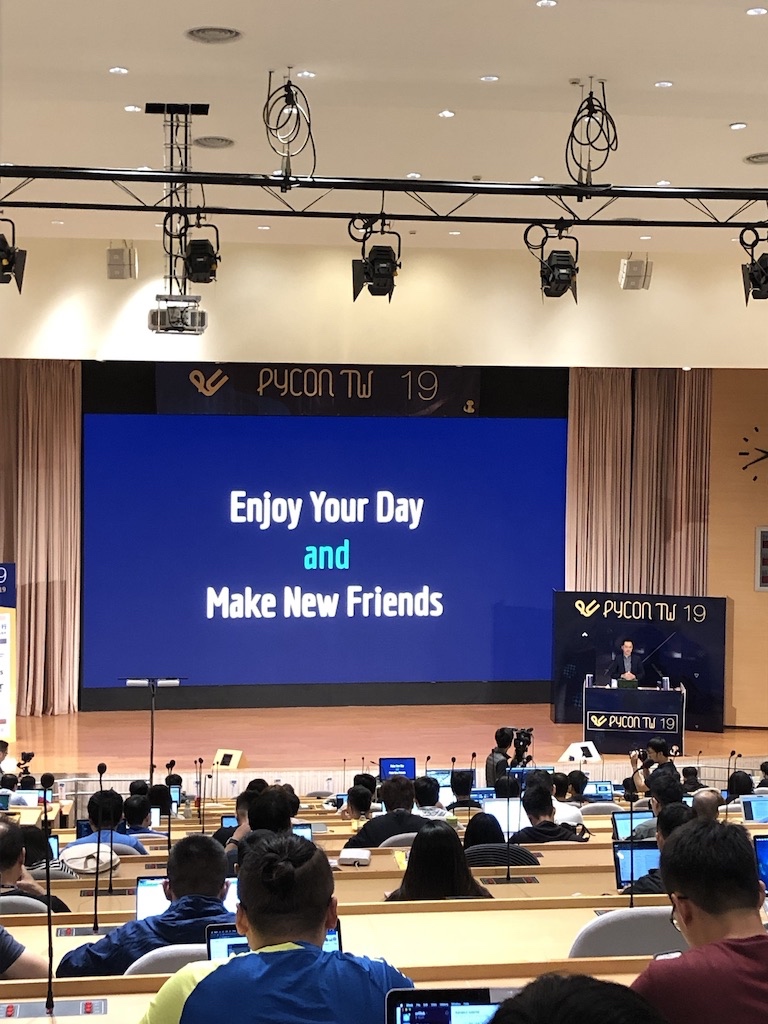 PYCON TW 19
Enjoy Your Day
and
Make New Friends
PYCON TW 19
PYCON TW 19